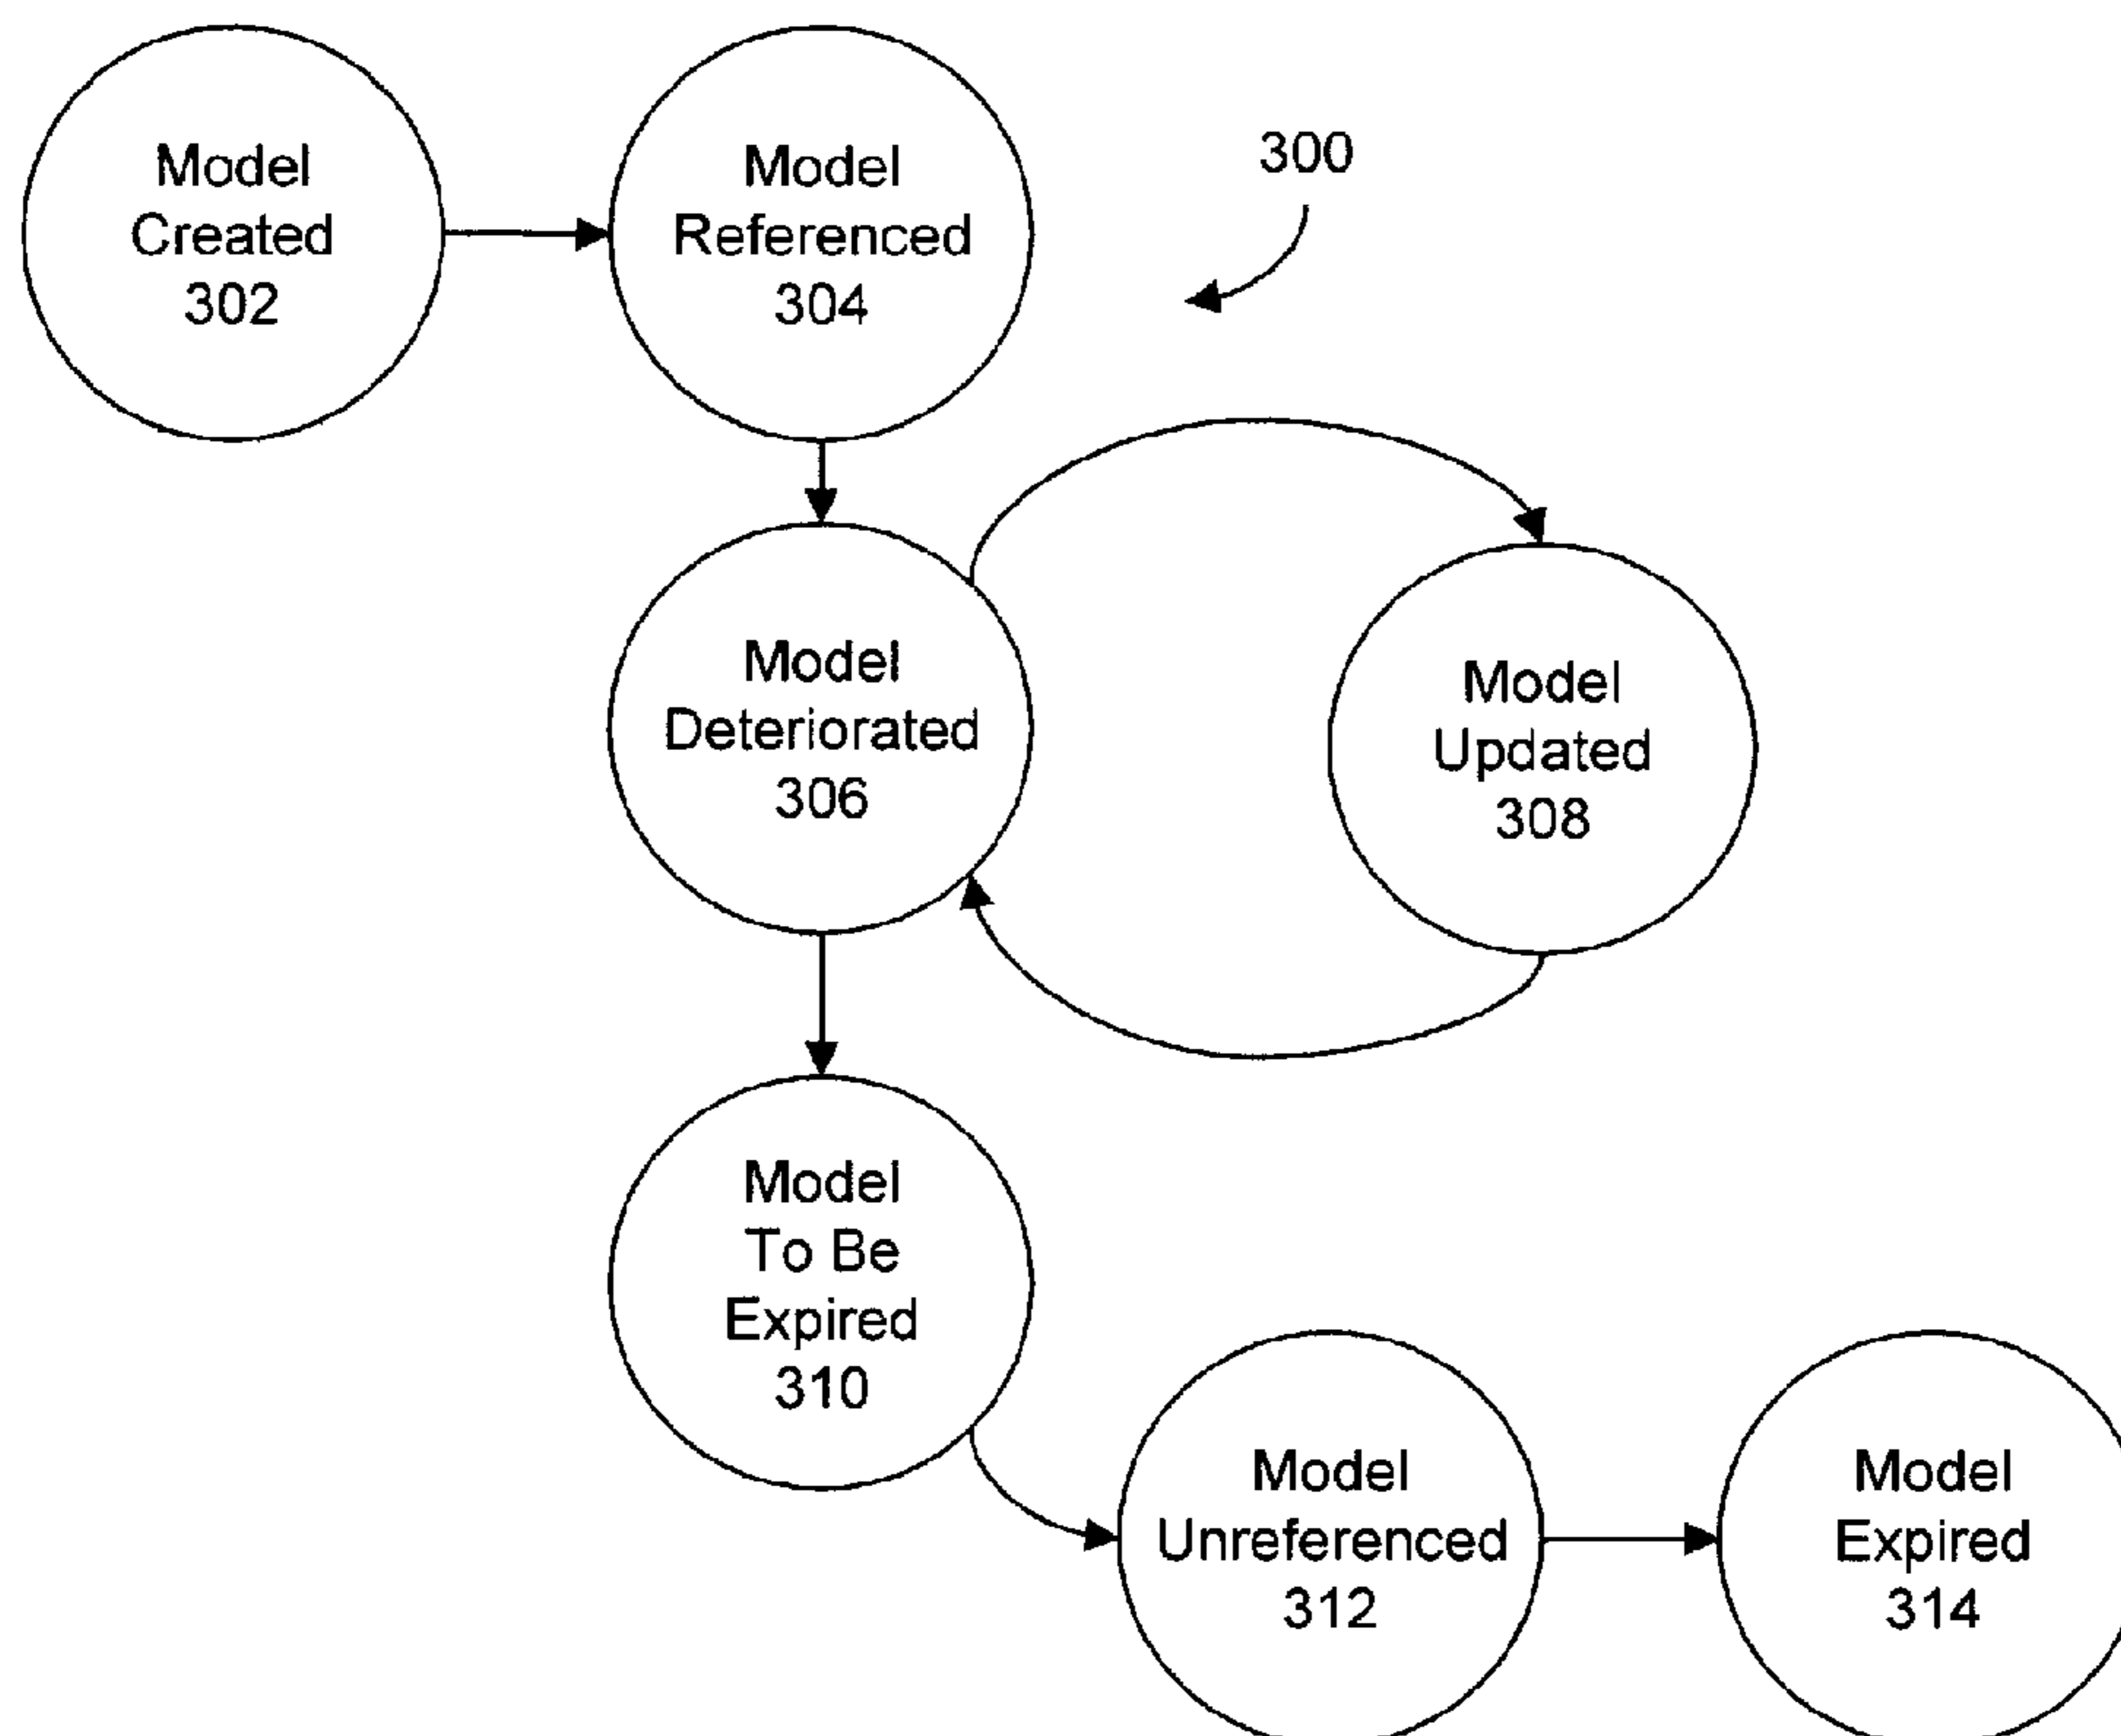 Model
Created
302
Model
Referenced
304
300
Model
Deteriorated
306
Model
Updated
308
Model
To Be
Expired
310
Model
Unreferenced
312
Model
Expired
314